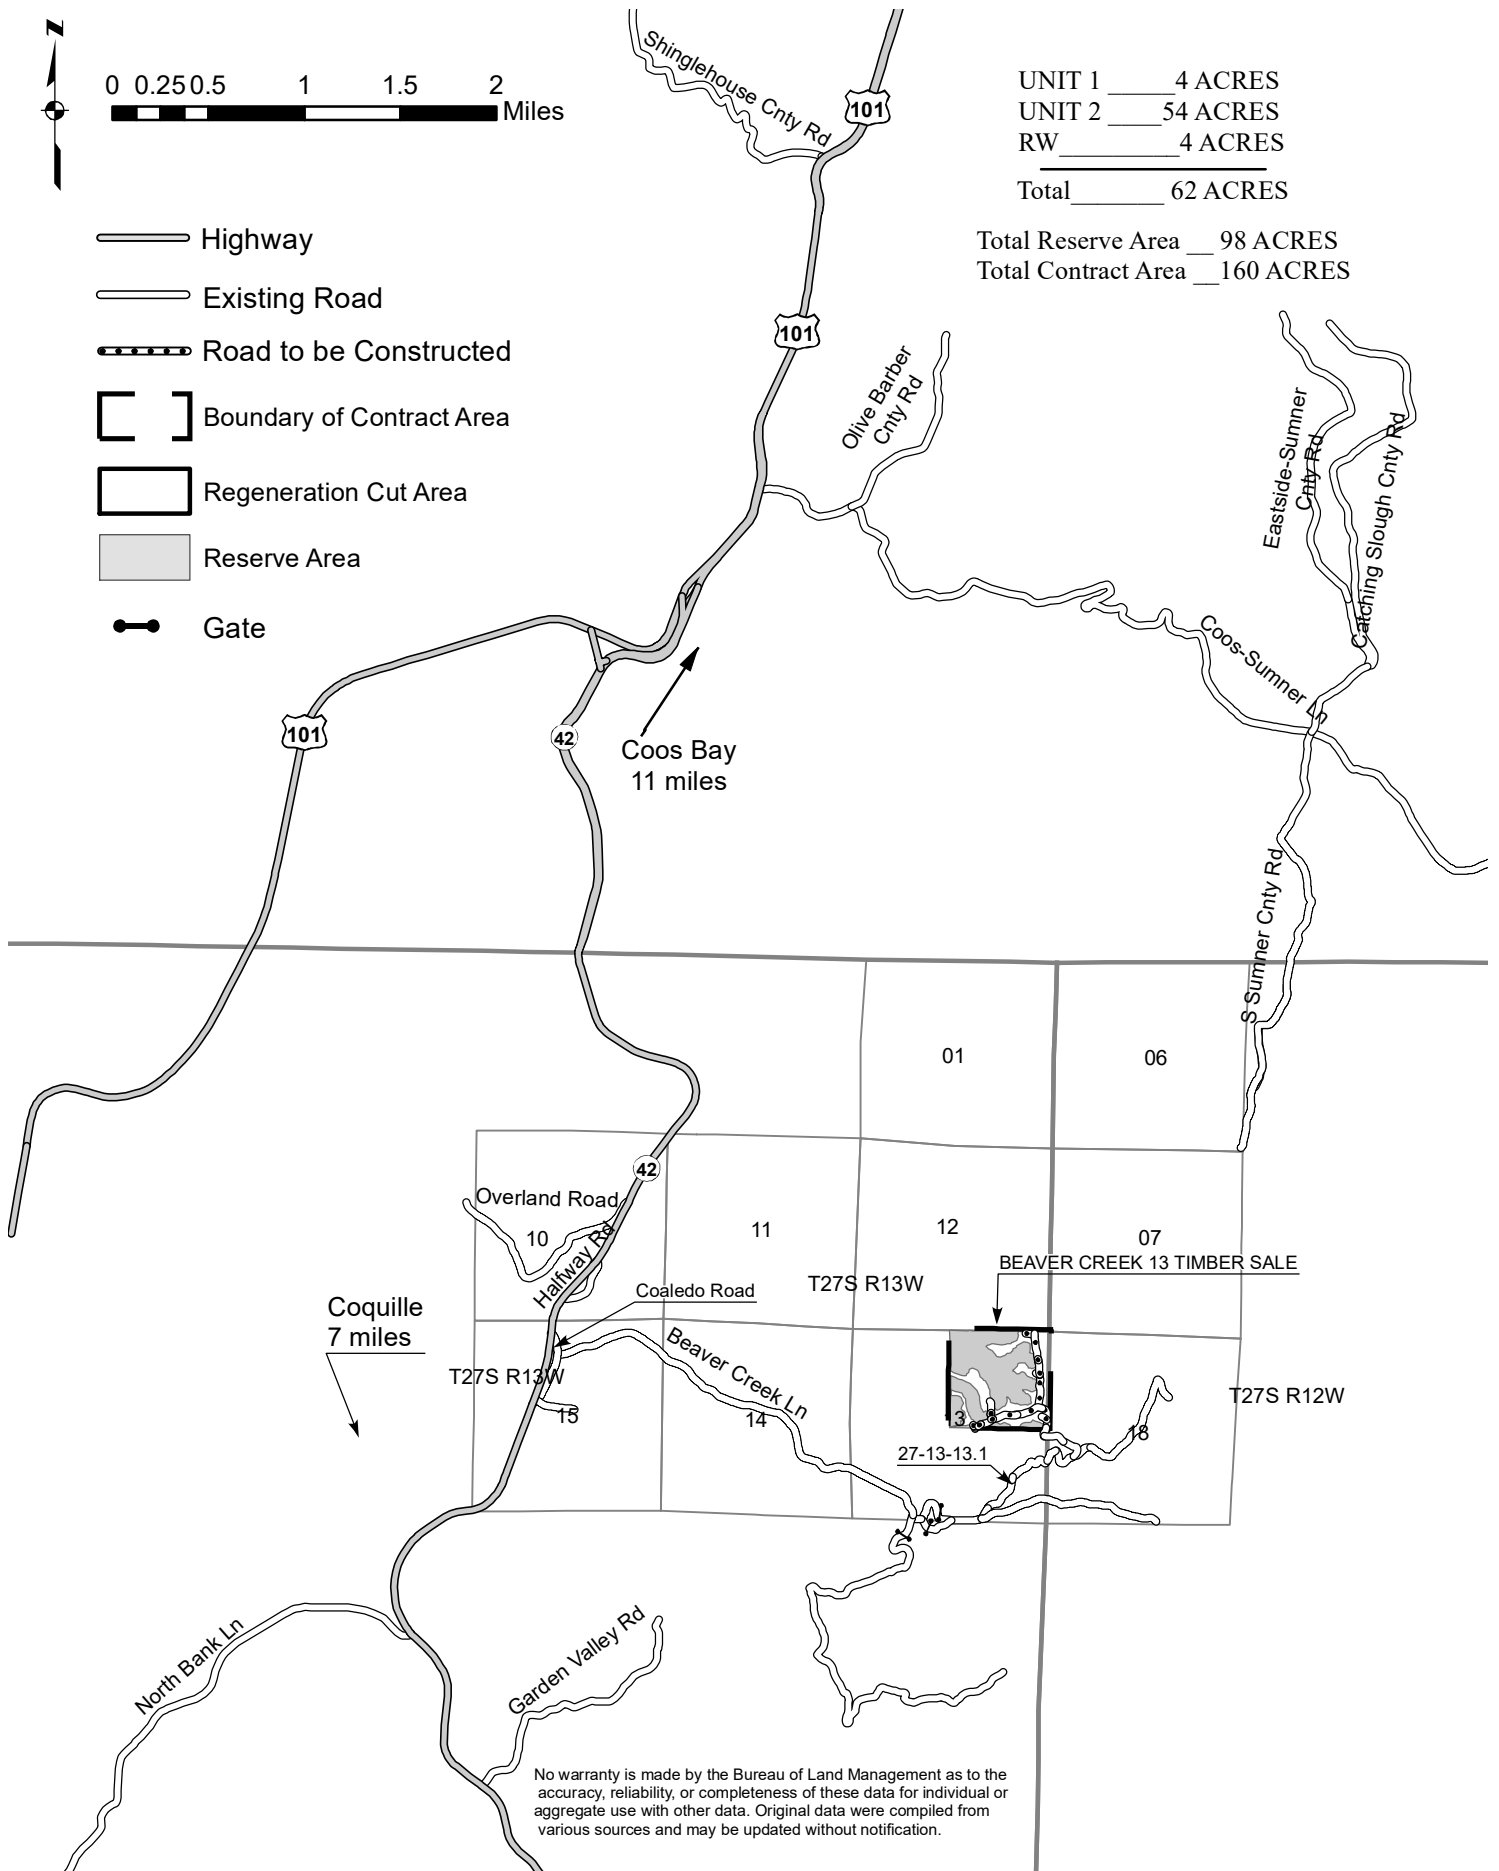 Z
0 0.25 0.5 1 1.5 2
Miles
Highway
Existing Road
Road to be Constructed
Boundary of Contract Area
Regeneration Cut Area
Reserve Area
Gate
UNIT 1 _____4 ACRES
UNIT 2 ____54 ACRES
RW_________4 ACRES
Total_______ 62 ACRES
Total Reserve Area __ 98 ACRES
Total Contract Area __160 ACRES
Shinglehouse Cnty Rd
101
101
Olive Barber
Cnty Rd
Eastside-Sumner
Cnty Rd
Catching Slough Cnty Rd
Coos-Sumner Ln
101
42
Coos Bay
11 miles
S Sumner Cnty Rd
01
06
42
Overland Road
10
11
12
07
Halfway Rd
BEAVER CREEK 13 TIMBER SALE
T27S R13W
Coaledo Road
Coquille
7 miles
Beaver Creek Ln
T27S R13W
T27S R12W
15
14
3
18
27-13-13.1
North Bank Ln
Garden Valley Rd
No warranty is made by the Bureau of Land Management as to the
accuracy, reliability, or completeness of these data for individual or
aggregate use with other data. Original data were compiled from
various sources and may be updated without notification.